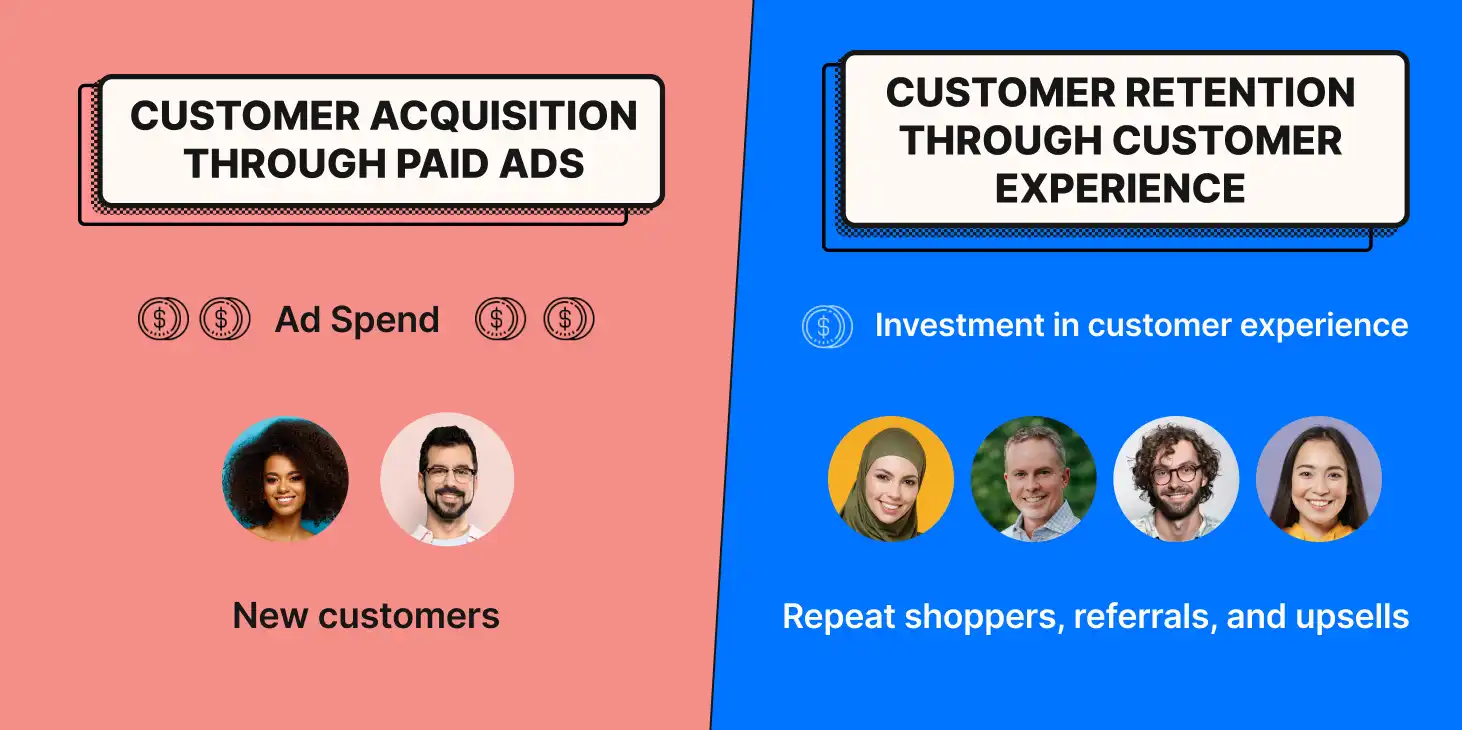 CUSTOMER ACQUISITION
THROUGH PAID ADS
$ $ Ad Spend $ $
New customers
CUSTOMER RETENTION
THROUGH CUSTOMER
EXPERIENCE
$ Investment in customer experience
Repeat shoppers, referrals, and upsells